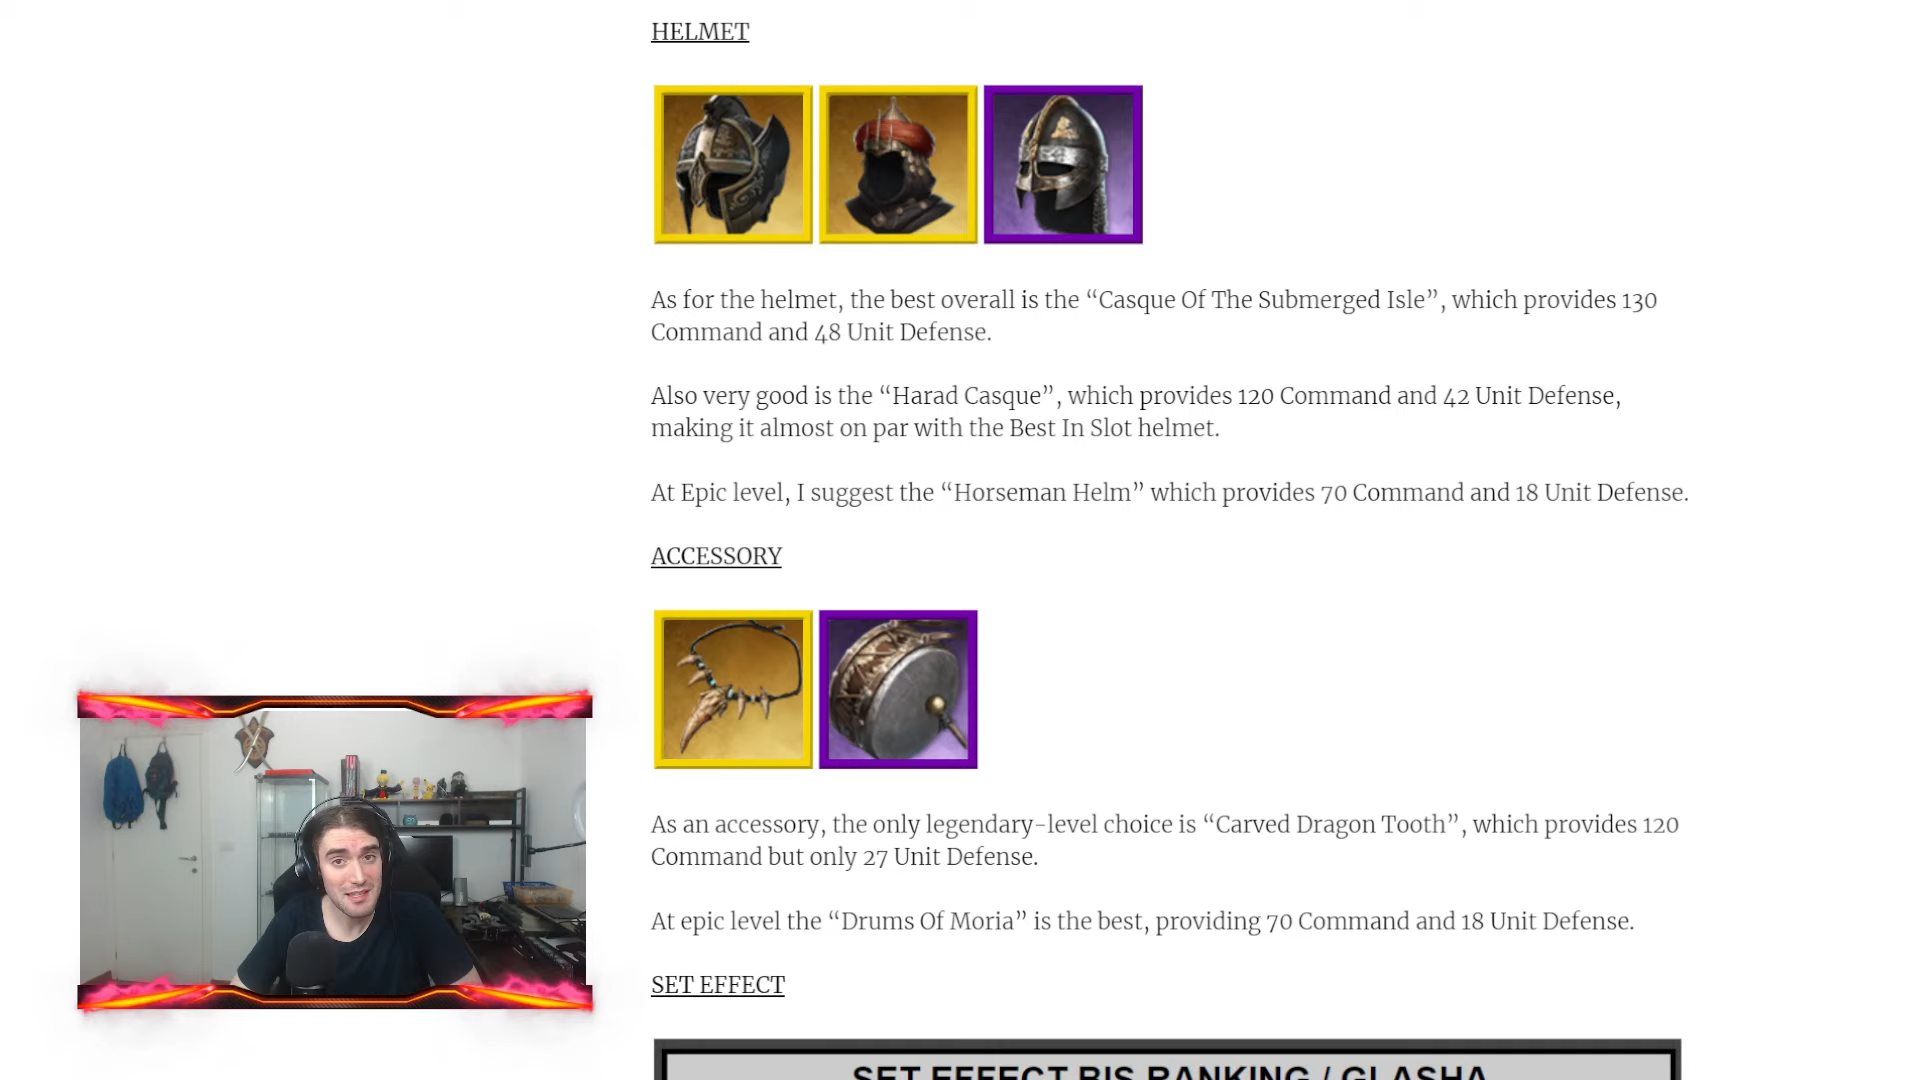 HELMET
As for the helmet, the best overall is the “Casque Of The Submerged Isle”, which provides 130
Command and 48 Unit Defense.
Also very good is the “Harad Casque”, which provides 120 Command and 42 Unit Defense,
making it almost on par with the Best In Slot helmet.
At Epic level, I suggest the “Horseman Helm” which provides 70 Command and 18 Unit Defense.
ACCESSORY
As an accessory, the only legendary-level choice is “Carved Dragon Tooth”, which provides 120
Command but only 27 Unit Defense.
At epic level the “Drums Of Moria” is the best, providing 70 Command and 18 Unit Defense.
SET EFFECT
SET EFFECT BIS RANKING / GLASHA